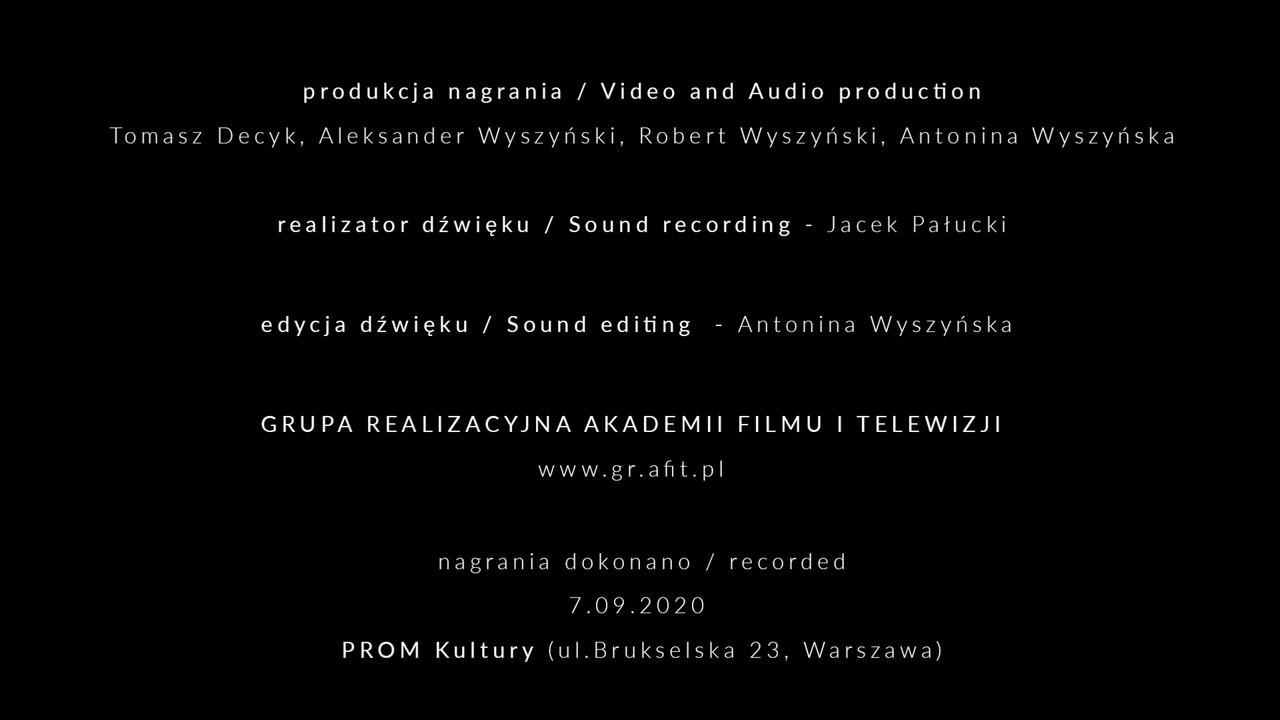 produkcja nagrania / Video and Audio production
Tomasz Decyk, Aleksander Wyszyński, Robert Wyszyński, Antonina Wyszyńska
realizator dźwięku / Sound recording - Jacek Pałucki
edycja dźwięku / Sound editing - Antonina Wyszyńska
GRUPA REALIZACYJNA AKADEMII FILMU I TELEWIZJI
www.gr.afit.pl
nagrania dokonano / recorded
7.09.2020
PROM Kultury (ul.Brukselska 23, Warszawa)